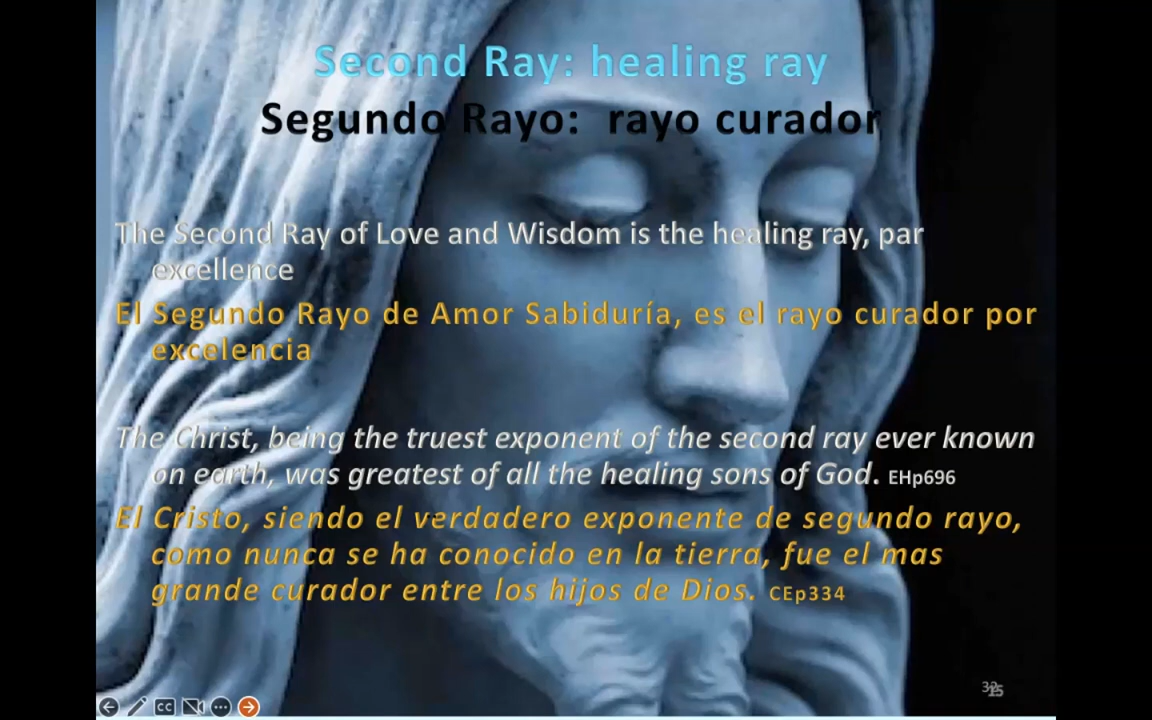 Second Ray: healing ray
Segundo Rayo: rayo curador
The Second Ray of Love and Wisdom is the healing ray, par
excellence
El Segundo Rayo de Amor Sabiduría, es el rayo curador por
excelencia
The Christ, being the truest exponent of the second ray ever known
on earth, was greatest of all the healing sons of God. EHp696
El Cristo, siendo el verdadero exponente de segundo rayo,
como nunca se ha conocido en la tierra, fue el mas
grande curador entre los hijos de Dios. CEp334
CC